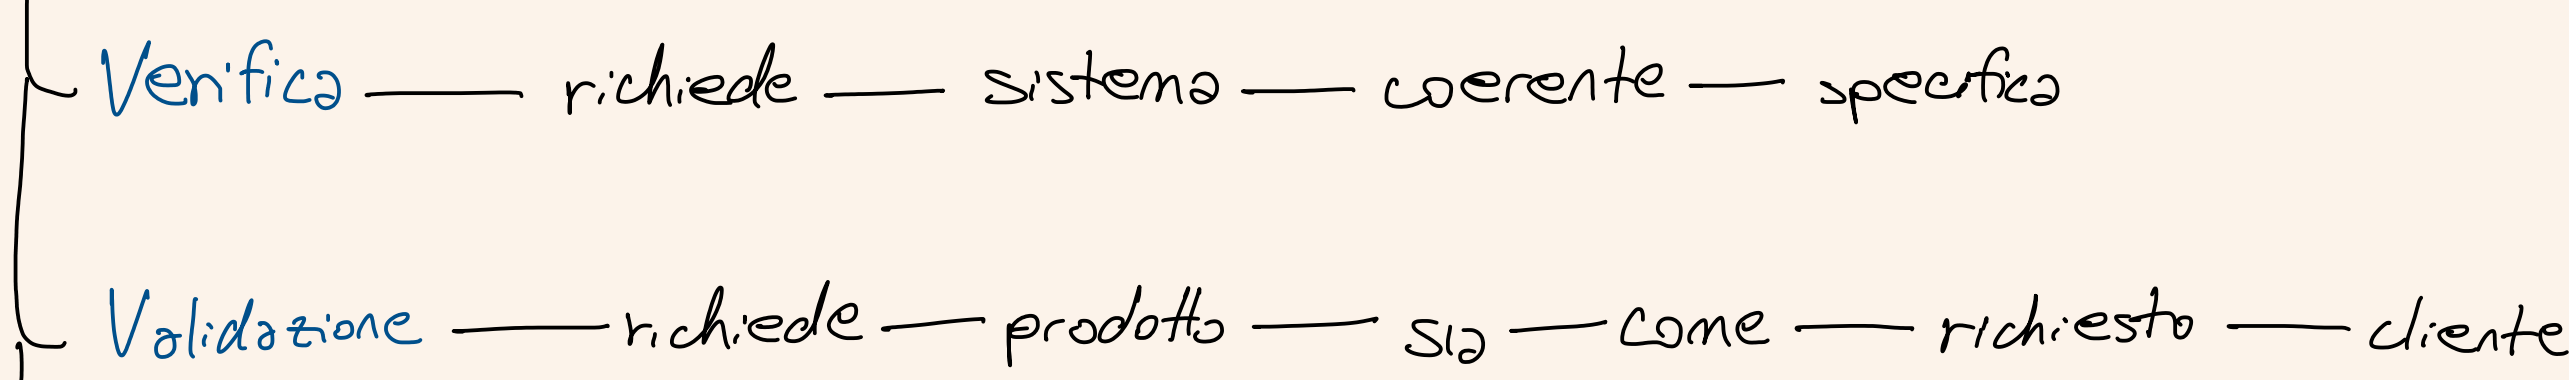 Verifica — richiede — sistema — coerente — specifica
Validazione — richiede — prodotto — sia — come — richiesto — cliente